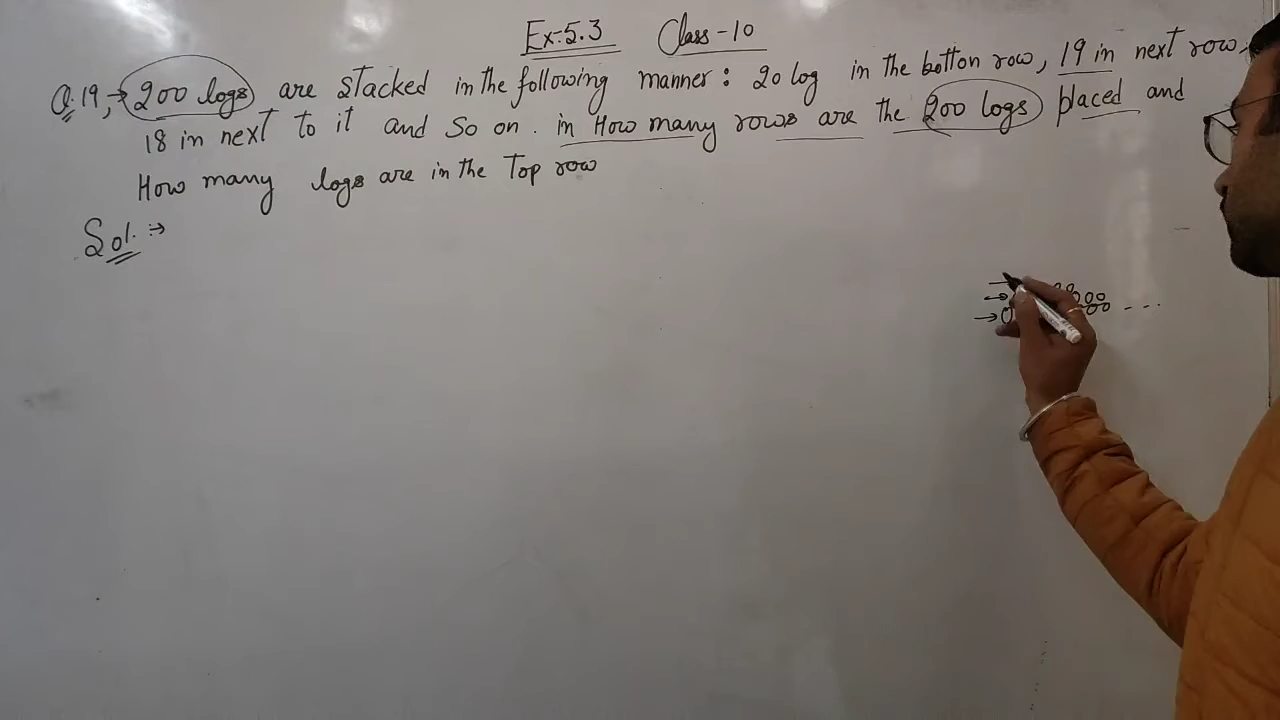 Ex:-5.3 Class-10
Q.19,→ 200 logs are stacked in the following manner: 20 log in the botton row, 19 in next row,
18 in next to it and So on. in How many rows are the 200 logs placed and
How many logs are in the Top row
Sol. :→